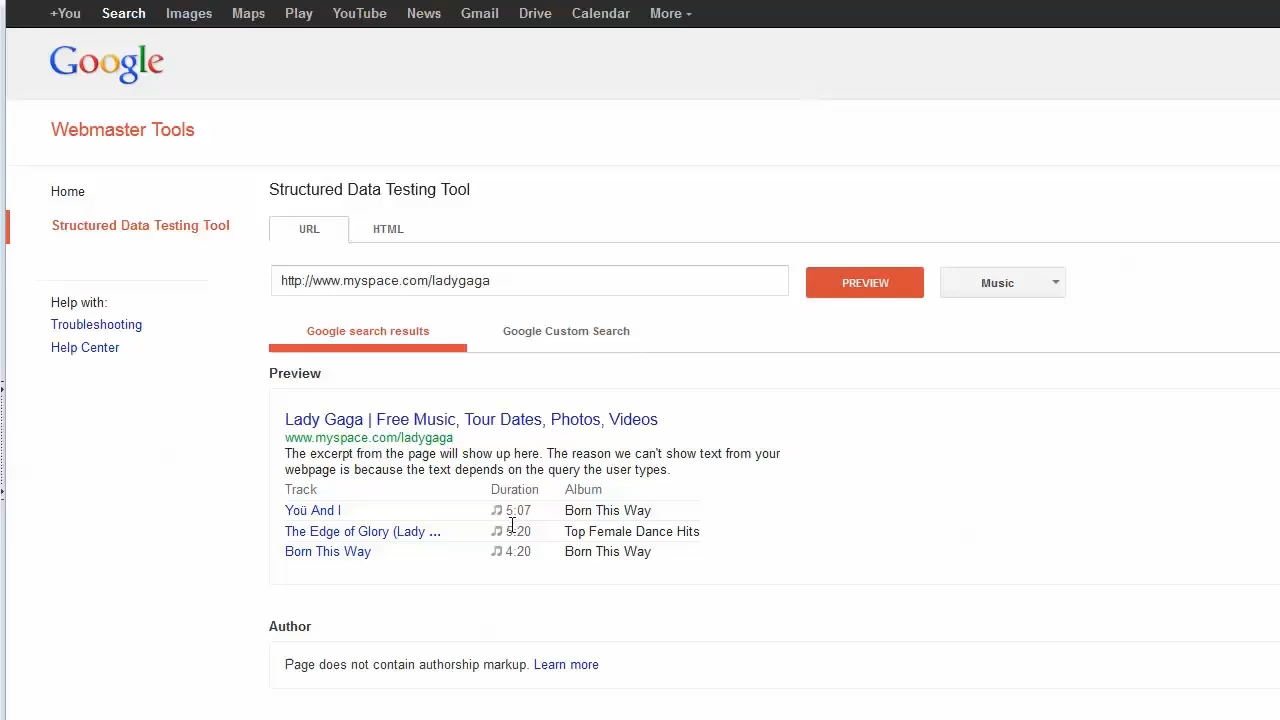 +You Search Images Maps Play YouTube News Gmail Drive Calendar More
Google
Webmaster Tools
Home
Structured Data Testing Tool
Help with:
Troubleshooting
Help Center
Structured Data Testing Tool
URL HTML
http://www.myspace.com/ladygaga PREVIEW Music
Google search results Google Custom Search
Preview
Lady Gaga | Free Music, Tour Dates, Photos, Videos
www.myspace.com/ladygaga
The excerpt from the page will show up here. The reason we can't show text from your
webpage is because the text depends on the query the user types.
Track Duration Album
Yoü And I 5:07 Born This Way
The Edge of Glory (Lady ... 5:20 Top Female Dance Hits
Born This Way 4:20 Born This Way
Author
Page does not contain authorship markup. Learn more